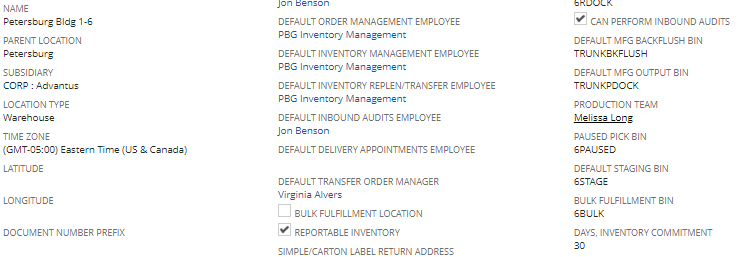 NAME
Petersburg Bldg 1-6
PARENT LOCATION
Petersburg
SUBSIDIARY
CORP : Advantus
LOCATION TYPE
Warehouse
TIME ZONE
(GMT-05:00) Eastern Time (US & Canada)
LATITUDE
LONGITUDE
DOCUMENT NUMBER PREFIX
Jon Benson
DEFAULT ORDER MANAGEMENT EMPLOYEE
PBG Inventory Management
DEFAULT INVENTORY MANAGEMENT EMPLOYEE
PBG Inventory Management
DEFAULT INVENTORY REPLEN/TRANSFER EMPLOYEE
PBG Inventory Management
DEFAULT INBOUND AUDITS EMPLOYEE
Jon Benson
DEFAULT DELIVERY APPOINTMENTS EMPLOYEE
DEFAULT TRANSFER ORDER MANAGER
Virginia Alvers
BULK FULFILLMENT LOCATION
REPORTABLE INVENTORY
SIMPLE/CARTON LABEL RETURN ADDRESS
6RDOCK
CAN PERFORM INBOUND AUDITS
DEFAULT MFG BACKFLUSH BIN
TRUNKBKFLUSH
DEFAULT MFG OUTPUT BIN
TRUNKPDOCK
PRODUCTION TEAM
Melissa Long
PAUSED PICK BIN
6PAUSED
DEFAULT STAGING BIN
6STAGE
BULK FULFILLMENT BIN
6BULK
DAYS, INVENTORY COMMITMENT
30